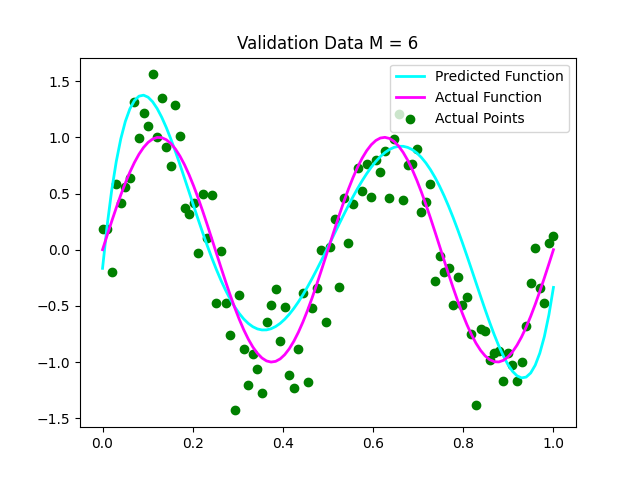 Validation Data M = 6
Predicted Function
Actual Function
Actual Points
1.5
1.0
0.5
0.0
−0.5
−1.0
−1.5
0.0 0.2 0.4 0.6 0.8 1.0